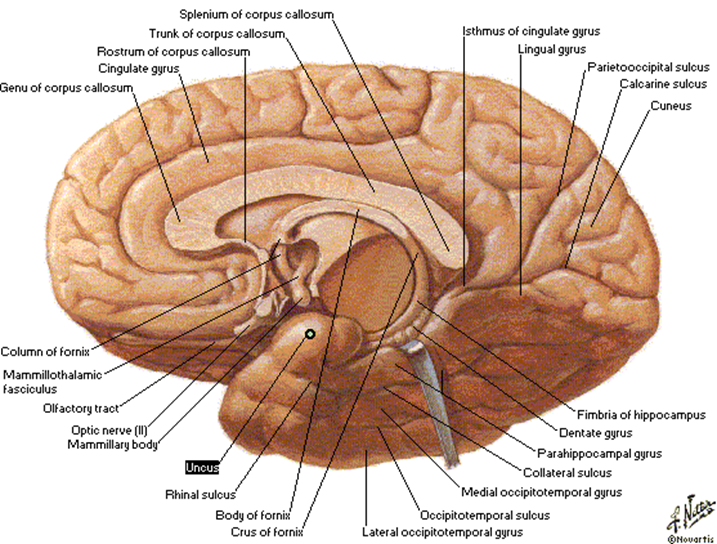 Splenium of corpus callosum
Trunk of corpus callosum
Rostrum of corpus callosum
Cingulate gyrus
Genu of corpus callosum
Isthmus of cingulate gyrus
Lingual gyrus
Parietooccipital sulcus
Calcarine sulcus
Cuneus
Column of fornix
Mammillothalamic
fasciculus
Olfactory tract
Optic nerve (II)
Mammillary body
Uncus
Rhinal sulcus
Body of fornix
Crus of fornix
Fimbria of hippocampus
Dentate gyrus
Parahippocampal gyrus
Collateral sulcus
Medial occipitotemporal gyrus
Occipitotemporal sulcus
Lateral occipitotemporal gyrus
©Novartis